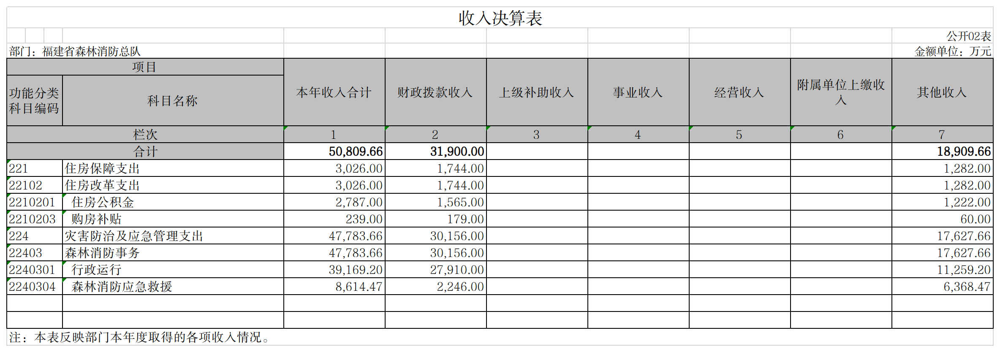 收入决算表
公开02表
部门：福建省森林消防总队 金额单位：万元
项目 本年收入合计 财政拨款收入 上级补助收入 事业收入 经营收入 附属单位上缴收入 其他收入
功能分类科目编码 科目名称
栏次 1 2 3 4 5 6 7
合计 50,809.66 31,900.00 18,909.66
221 住房保障支出 3,026.00 1,744.00 1,282.00
22102 住房改革支出 3,026.00 1,744.00 1,282.00
2210201 住房公积金 2,787.00 1,565.00 1,222.00
2210203 购房补贴 239.00 179.00 60.00
224 灾害防治及应急管理支出 47,783.66 30,156.00 17,627.66
22403 森林消防事务 47,783.66 30,156.00 17,627.66
2240301 行政运行 39,169.20 27,910.00 11,259.20
2240304 森林消防应急救援 8,614.47 2,246.00 6,368.47
注：本表反映部门本年度取得的各项收入情况。